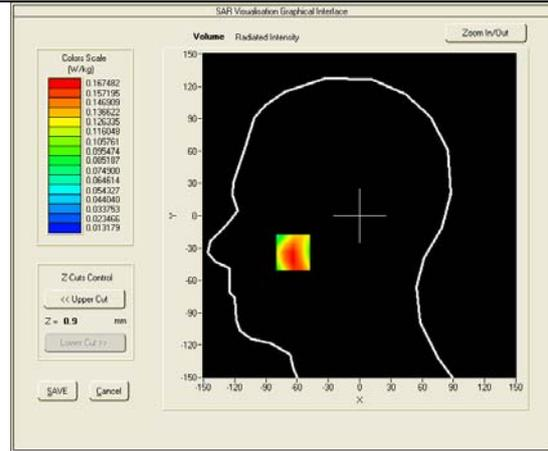 SAR Visualisation Graphical Interface
Volume Radiated Intensity
Zoom In/Out
Colors Scale
(W/kg)
0.167482
0.157195
0.146909
0.136622
0.126335
0.116048
0.105761
0.095474
0.085187
0.074900
0.064614
0.054327
0.044040
0.033753
0.023466
0.013179
Z Cuts Control
<< Upper Cut
Z = 0.9 mm
Lower Cut >>
SAVE Cancel
150
120
90
60
30
0
-30
-60
-90
-120
-150
Y
-150 -120 -90 -60 -30 0 30 60 90 120 150
X